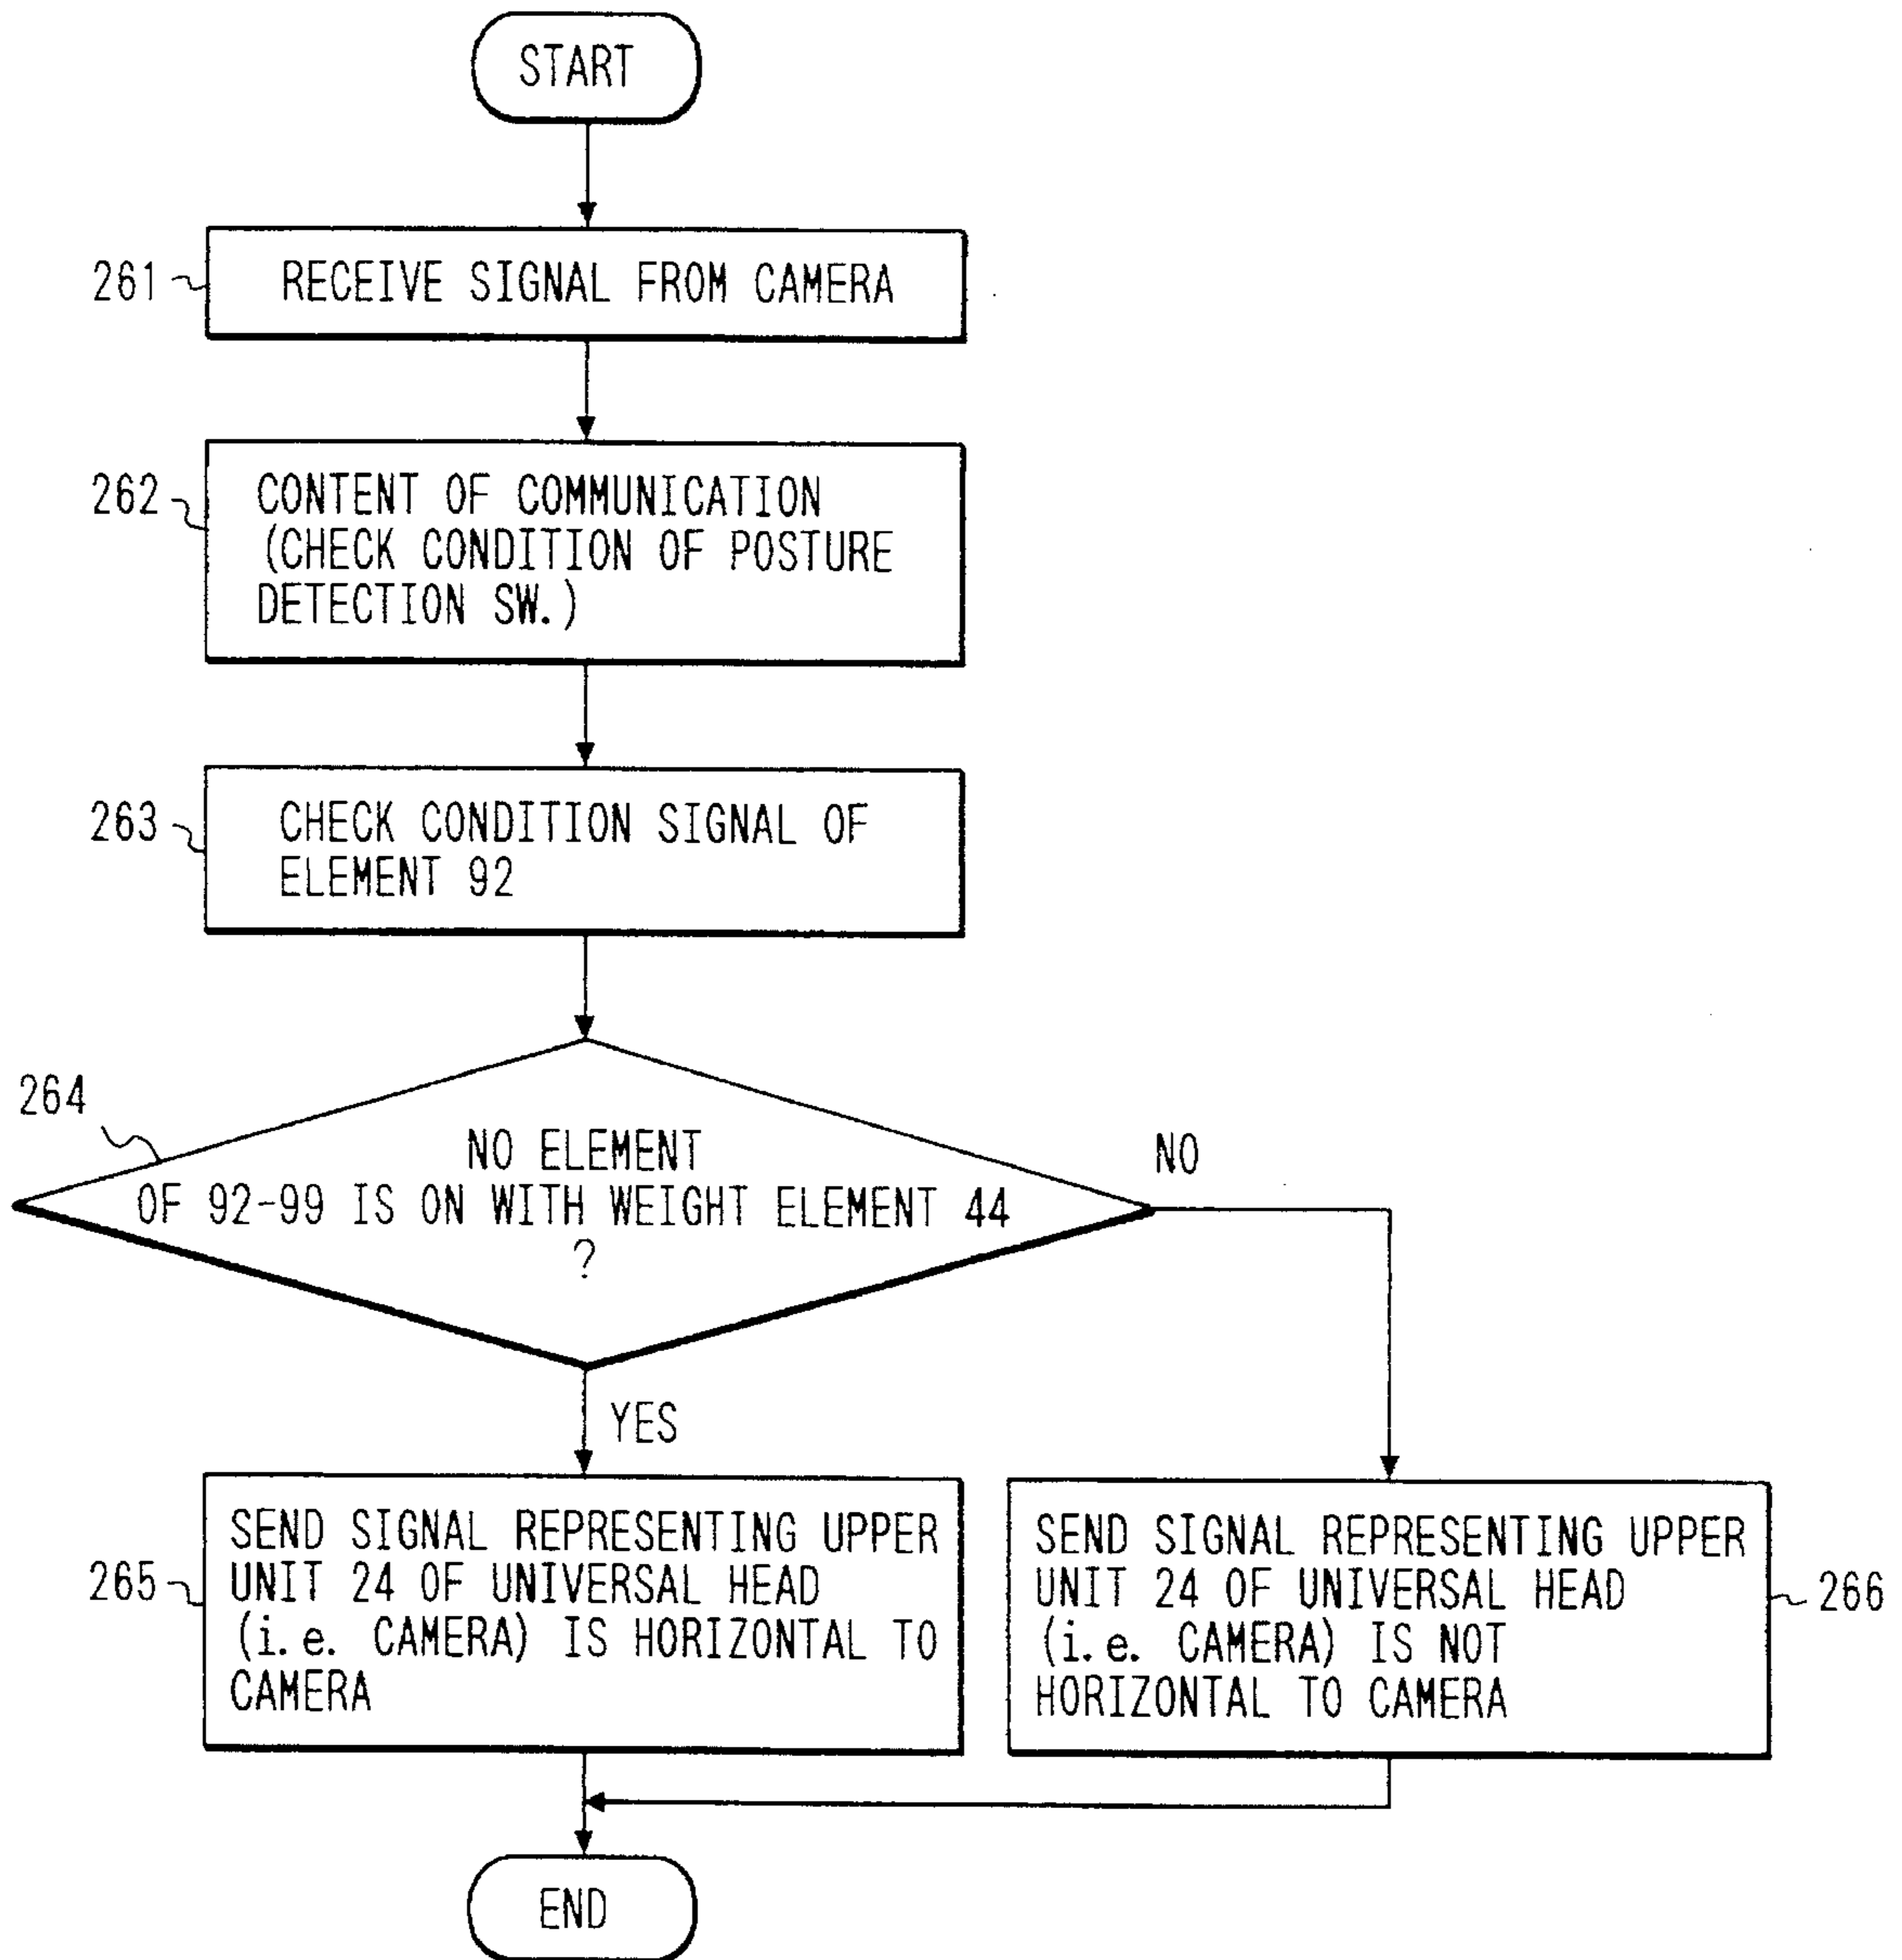 START
261
RECEIVE SIGNAL FROM CAMERA
262
CONTENT OF COMMUNICATION
(CHECK CONDITION OF POSTURE
DETECTION SW.)
263
CHECK CONDITION SIGNAL OF
ELEMENT 92
264
NO ELEMENT
OF 92-99 IS ON WITH WEIGHT ELEMENT 44
?
NO
YES
265
SEND SIGNAL REPRESENTING UPPER
UNIT 24 OF UNIVERSAL HEAD
(i.e. CAMERA) IS HORIZONTAL TO
CAMERA
SEND SIGNAL REPRESENTING UPPER
UNIT 24 OF UNIVERSAL HEAD
(i.e. CAMERA) IS NOT
HORIZONTAL TO CAMERA
266
END